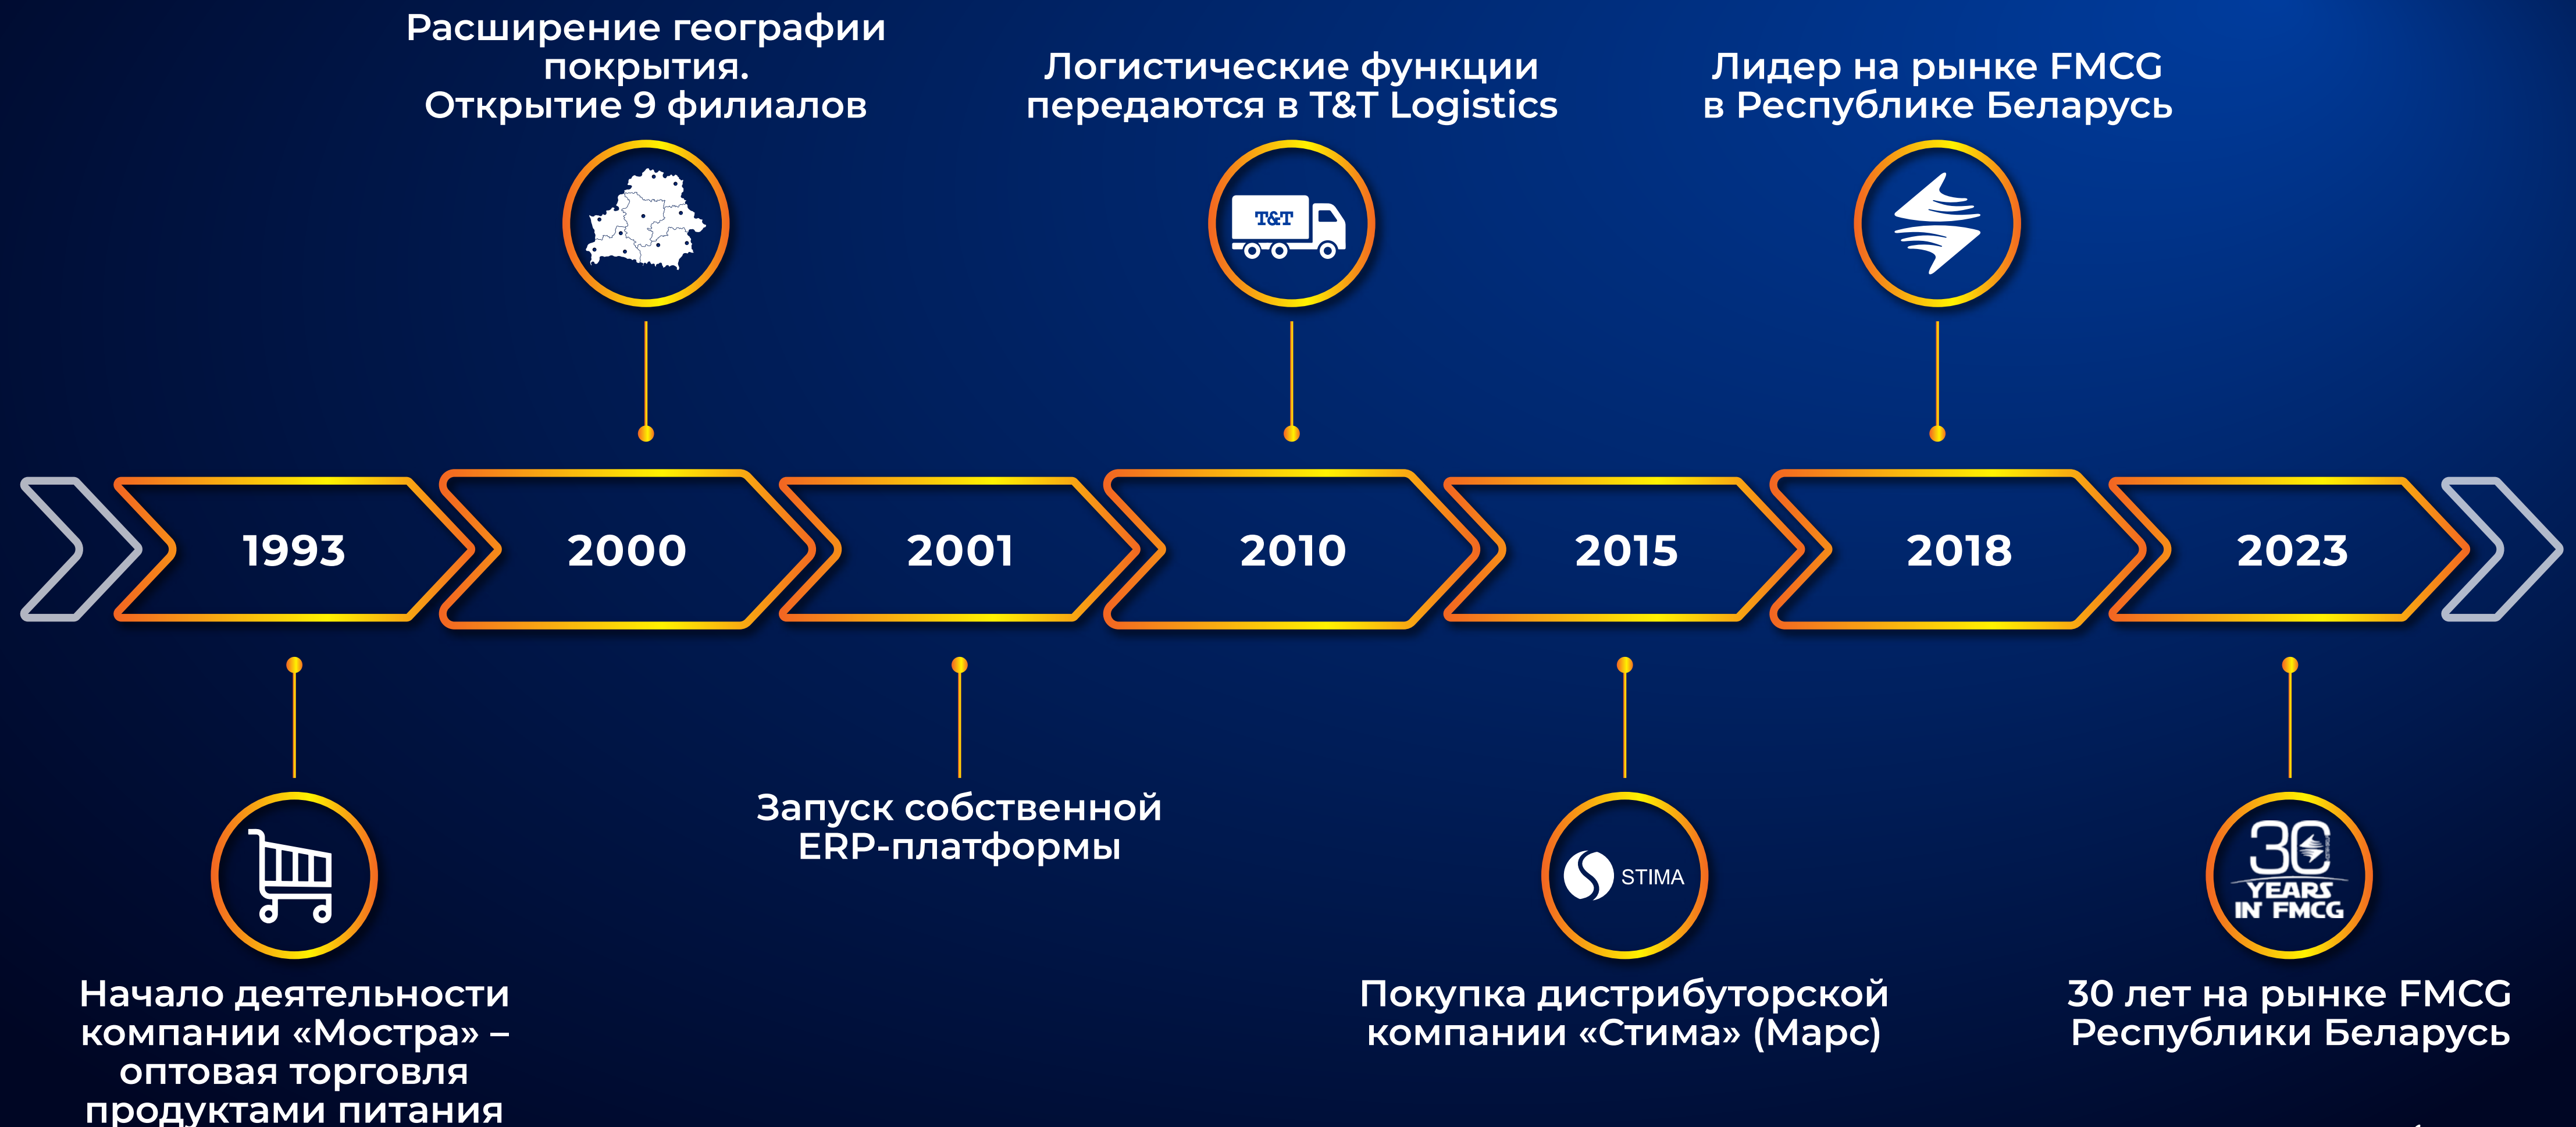 Расширение географии
покрытия.
Открытие 9 филиалов
Логистические функции
передаются в T&T Logistics
Лидер на рынке FMCG
в Республике Беларусь
T&T
1993
2000
2001
2010
2015
2018
2023
Начало деятельности
компании «Мостра» –
оптовая торговля
продуктами питания
Запуск собственной
ERP-платформы
STIMA
Покупка дистрибуторской
компании «Стима» (Марс)
30
YEARS
IN FMCG
30 лет на рынке FMCG
Республики Беларусь